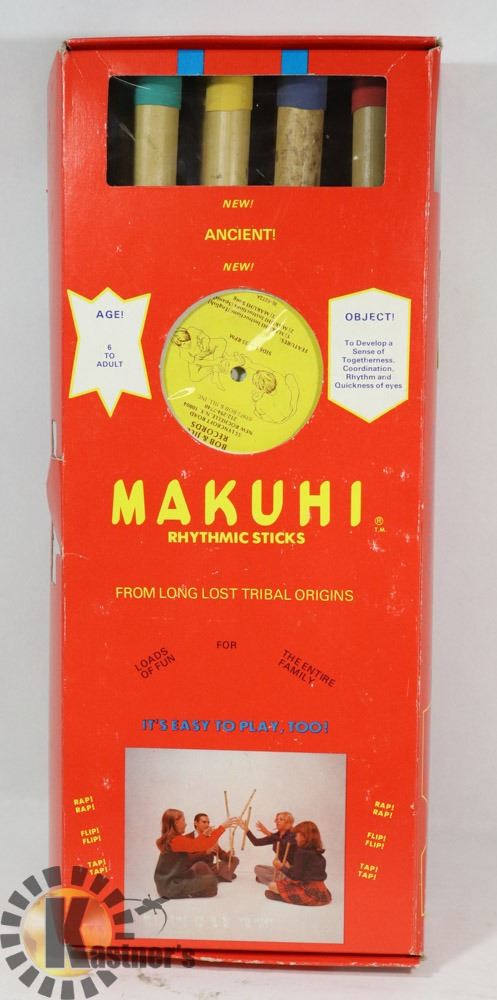 NEW!
ANCIENT!
NEW!
AGE!
6
TO
ADULT
OBJECT!
To Develop a
Sense of
Togetherness,
Coordination,
Rhythm and
Quickness of eyes
FEATURES:
RECORDS
BOB & JILL
MAKUHI ®
T.M.
RHYTHMIC STICKS
FROM LONG LOST TRIBAL ORIGINS
LOADS
OF FUN
FOR
THE ENTIRE
FAMILY
IT'S EASY TO PLAY, TOO!
RAP!
RAP!
FLIP!
FLIP!
TAP!
TAP!
RAP!
RAP!
FLIP!
FLIP!
TAP!
TAP!
Kastner's